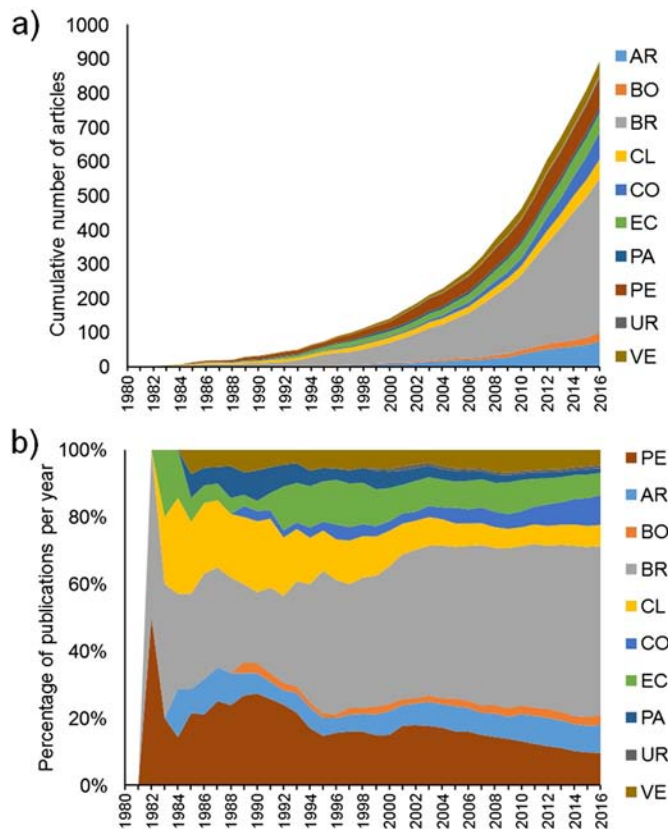 a)
Cumulative number of articles
1000
900
800
700
600
500
400
300
200
100
0
1980
1982
1984
1986
1988
1990
1992
1994
1996
1998
2000
2002
2004
2006
2008
2010
2012
2014
2016
AR
BO
BR
CL
CO
EC
PA
PE
UR
VE
b)
Percentage of publications per year
100%
80%
60%
40%
20%
0%
1980
1982
1984
1986
1988
1990
1992
1994
1996
1998
2000
2002
2004
2006
2008
2010
2012
2014
2016
PE
AR
BO
BR
CL
CO
EC
PA
UR
VE